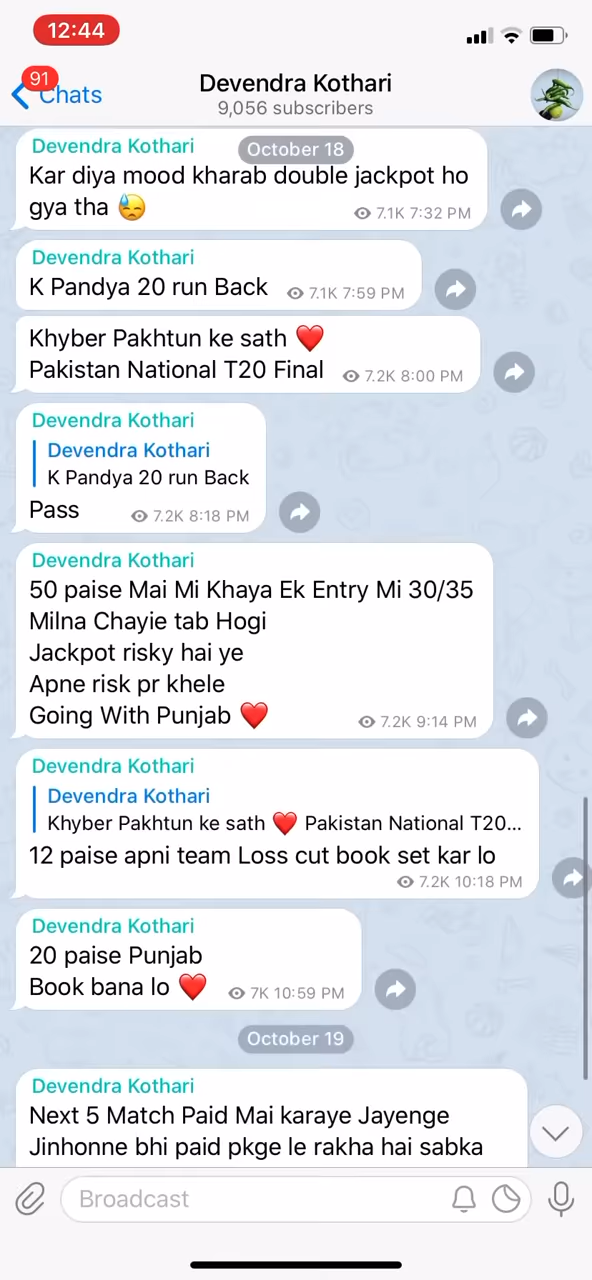 12:44
91
Chats
Devendra Kothari
9,056 subscribers
Devendra Kothari
October 18
Kar diya mood kharab double jackpot ho
gya tha 😓
7.1K 7:32 PM
Devendra Kothari
K Pandya 20 run Back
7.1K 7:59 PM
Khyber Pakhtun ke sath ❤️
Pakistan National T20 Final
7.2K 8:00 PM
Devendra Kothari
Devendra Kothari
K Pandya 20 run Back
Pass
7.2K 8:18 PM
Devendra Kothari
50 paise Mai Mi Khaya Ek Entry Mi 30/35
Milna Chayie tab Hogi
Jackpot risky hai ye
Apne risk pr khele
Going With Punjab ❤️
7.2K 9:14 PM
Devendra Kothari
Devendra Kothari
Khyber Pakhtun ke sath ❤️ Pakistan National T20...
12 paise apni team Loss cut book set kar lo
7.2K 10:18 PM
Devendra Kothari
20 paise Punjab
Book bana lo ❤️
7K 10:59 PM
October 19
Devendra Kothari
Next 5 Match Paid Mai karaye Jayenge
Jinhonne bhi paid pkge le rakha hai sabka
Broadcast